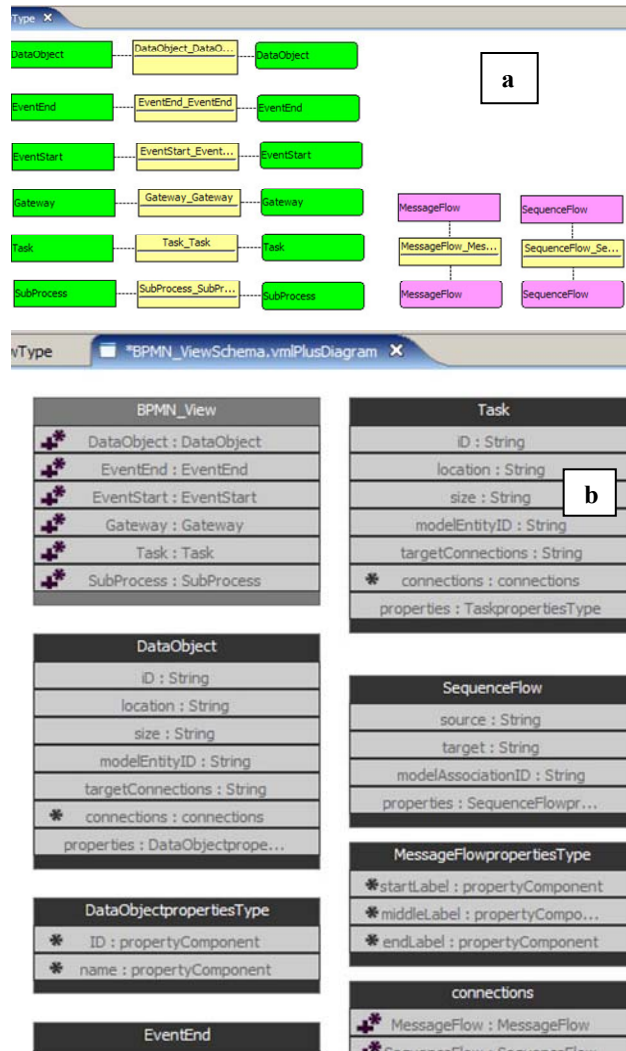 Type
DataObject DataObject_DataO... DataObject
a
EventEnd EventEnd_EventEnd EventEnd
EventStart EventStart_Event... EventStart
Gateway Gateway_Gateway Gateway
MessageFlow SequenceFlow
Task Task_Task Task
MessageFlow_Mes... SequenceFlow_Se...
SubProcess SubProcess_SubPr... SubProcess
MessageFlow SequenceFlow
wType *BPMN_ViewSchema.vmlPlusDiagram
BPMN_View
DataObject : DataObject
EventEnd : EventEnd
EventStart : EventStart
Gateway : Gateway
Task : Task
SubProcess : SubProcess
Task
iD : String
location : String
size : String
b
modelEntityID : String
targetConnections : String
connections : connections
properties : TaskpropertiesType
DataObject
iD : String
location : String
size : String
modelEntityID : String
targetConnections : String
connections : connections
properties : DataObjectprope...
SequenceFlow
source : String
target : String
modelAssociationID : String
properties : SequenceFlowpr...
MessageFlowpropertiesType
startLabel : propertyComponent
middleLabel : propertyCompo...
endLabel : propertyComponent
DataObjectpropertiesType
ID : propertyComponent
name : propertyComponent
connections
MessageFlow : MessageFlow
SequenceFlow : SequenceFlow
EventEnd